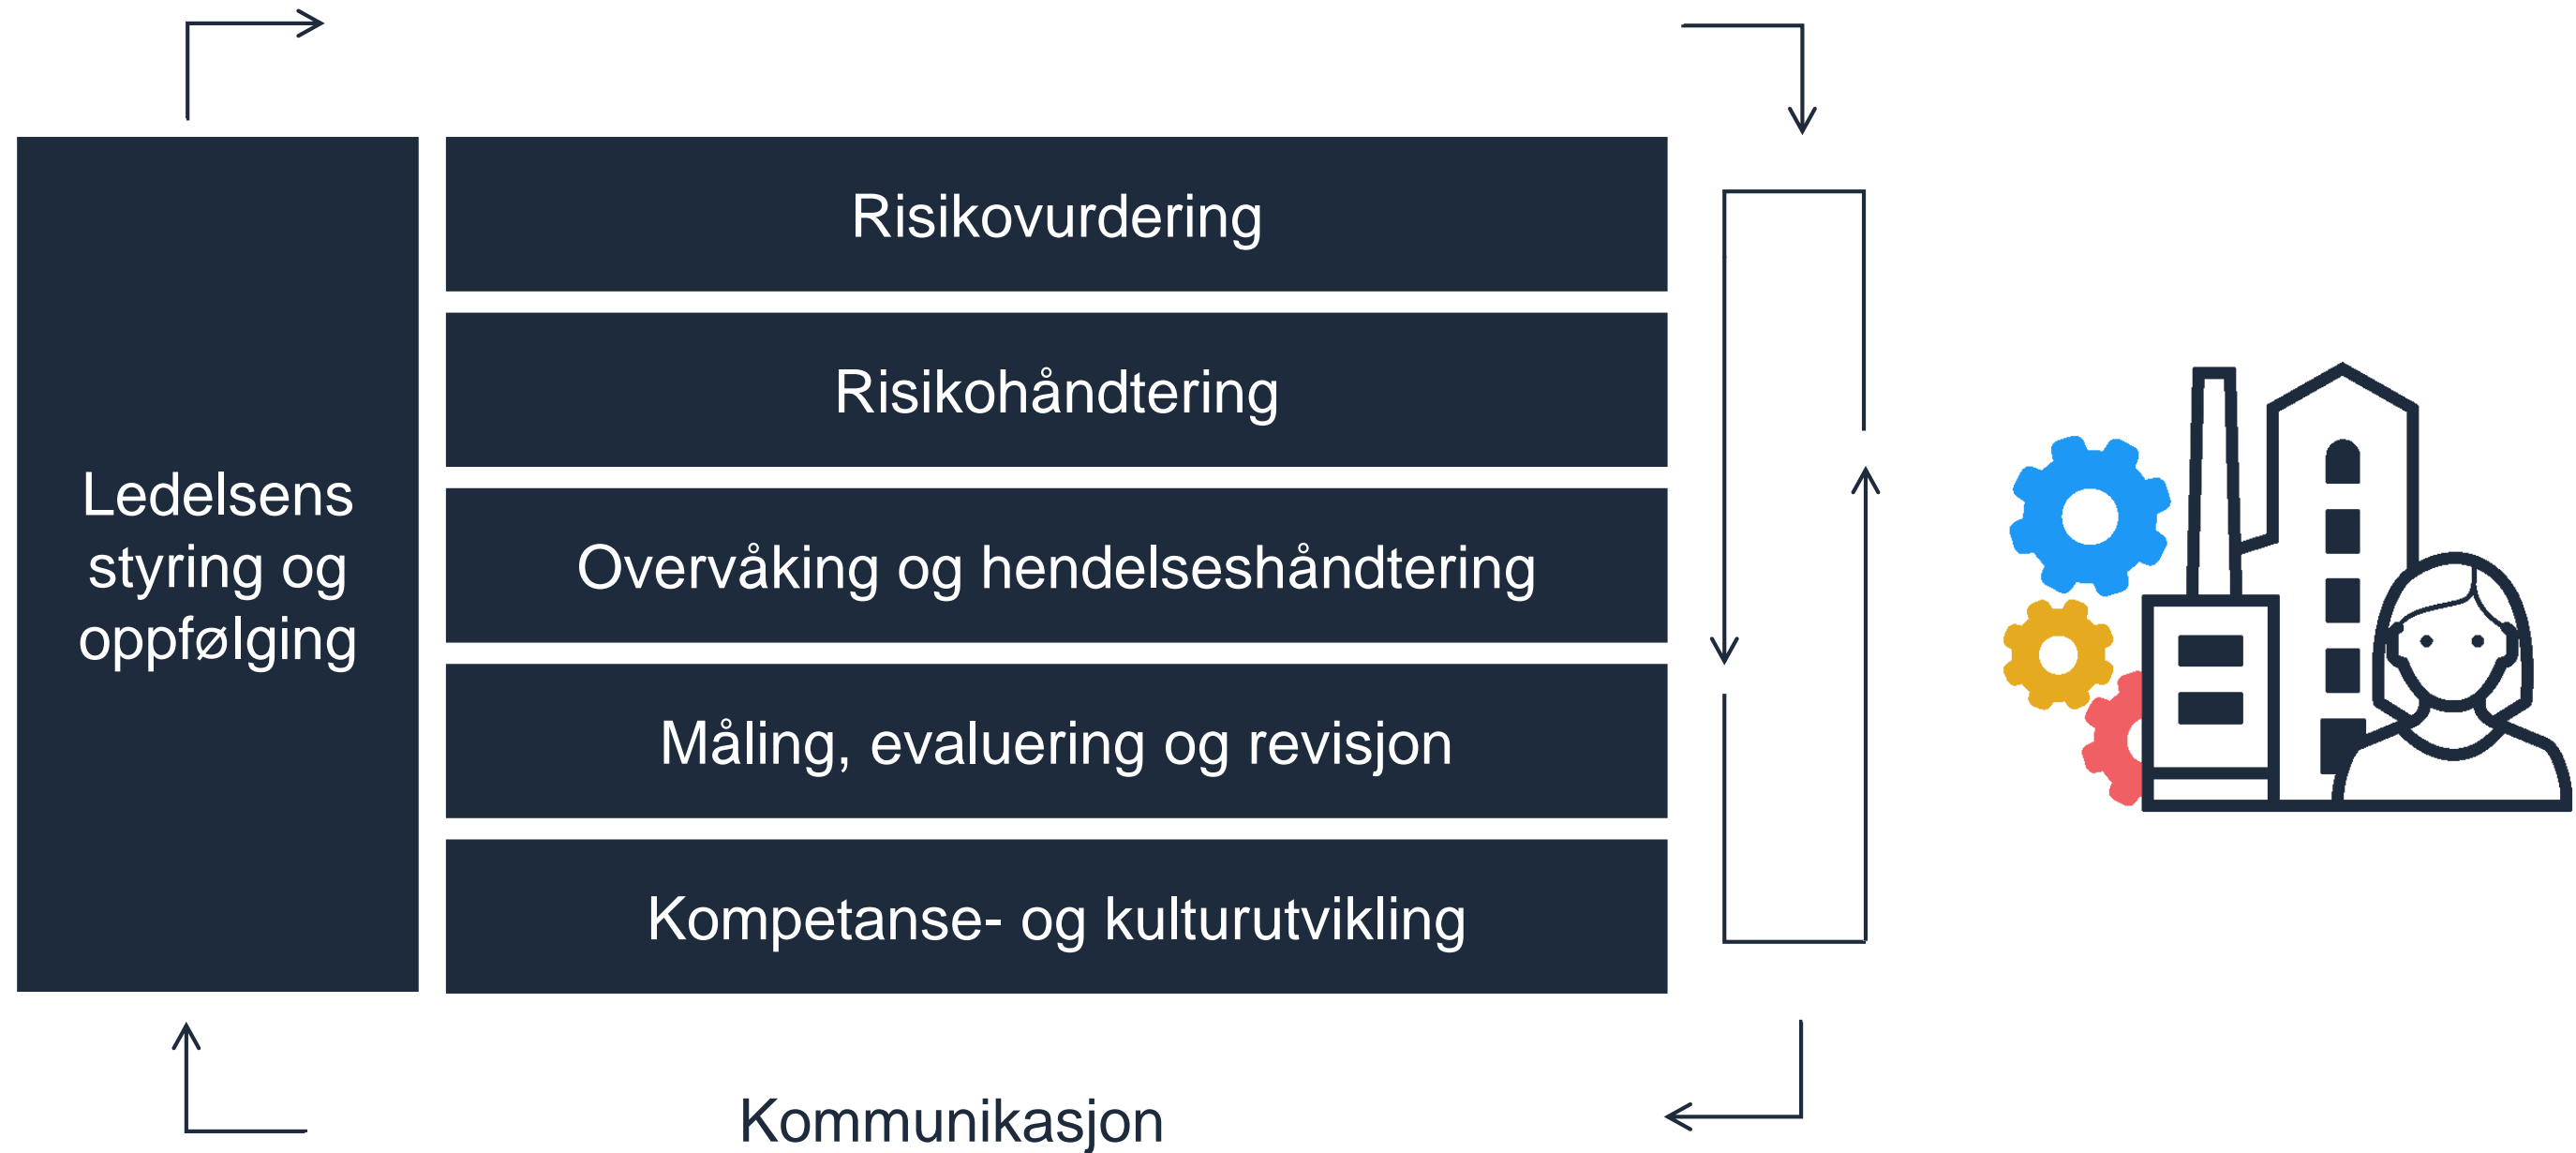 Ledelsens
styring og
oppfølging
Risikovurdering
Risikohåndtering
Overvåking og hendelseshåndtering
Måling, evaluering og revisjon
Kompetanse- og kulturutvikling
Kommunikasjon